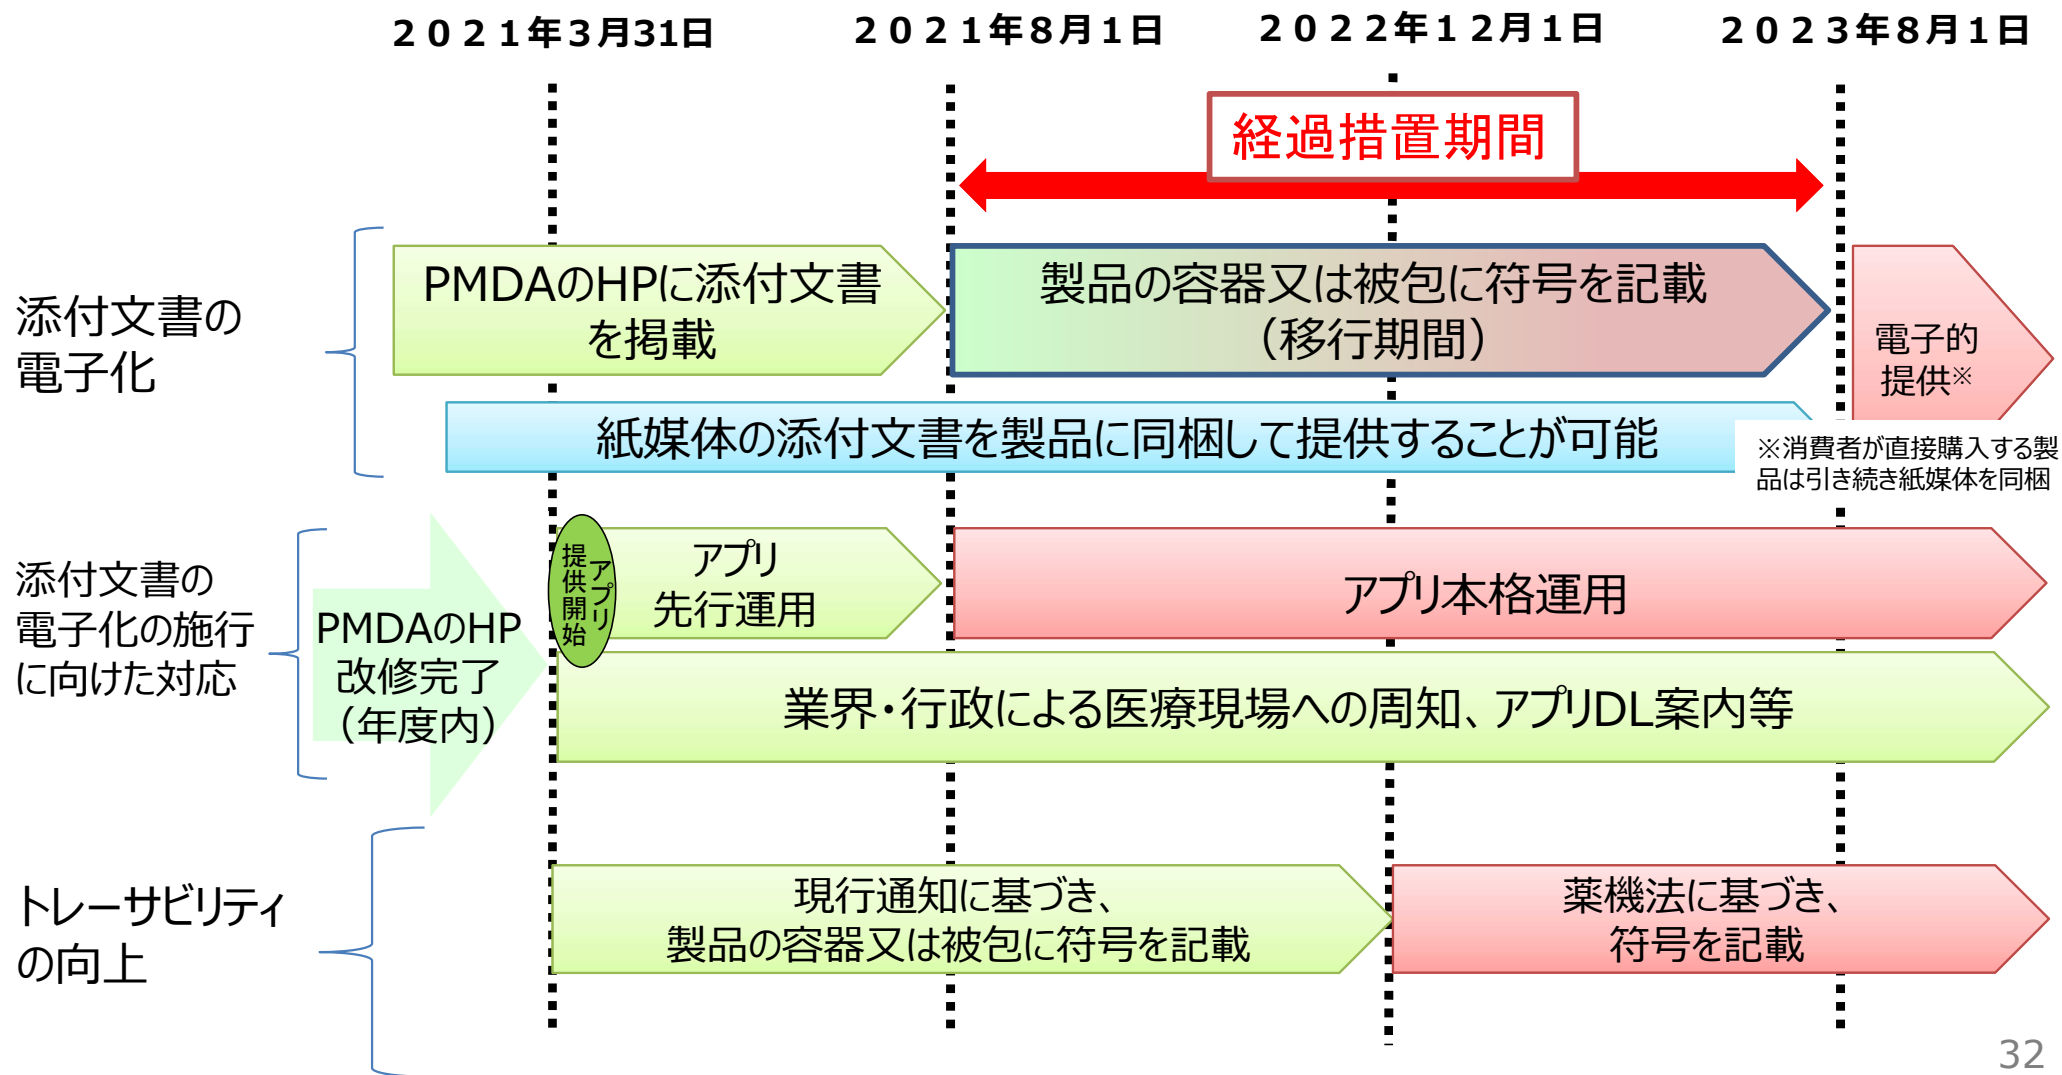 ２０２１年３月31日
２０２１年８月１日
２０２２年１２月１日
２０２３年８月１日
経過措置期間
添付文書の
電子化
PMDAのHPに添付文書
を掲載
製品の容器又は被包に符号を記載
（移行期間）
電子的
提供※
紙媒体の添付文書を製品に同梱して提供することが可能
※消費者が直接購入する製
品は引き続き紙媒体を同梱
添付文書の
電子化の施行
に向けた対応
PMDAのHP
改修完了
（年度内）
アプリ
提供開始
アプリ
先行運用
アプリ本格運用
業界・行政による医療現場への周知、アプリDL案内等
トレーサビリティ
の向上
現行通知に基づき、
製品の容器又は被包に符号を記載
薬機法に基づき、
符号を記載
32